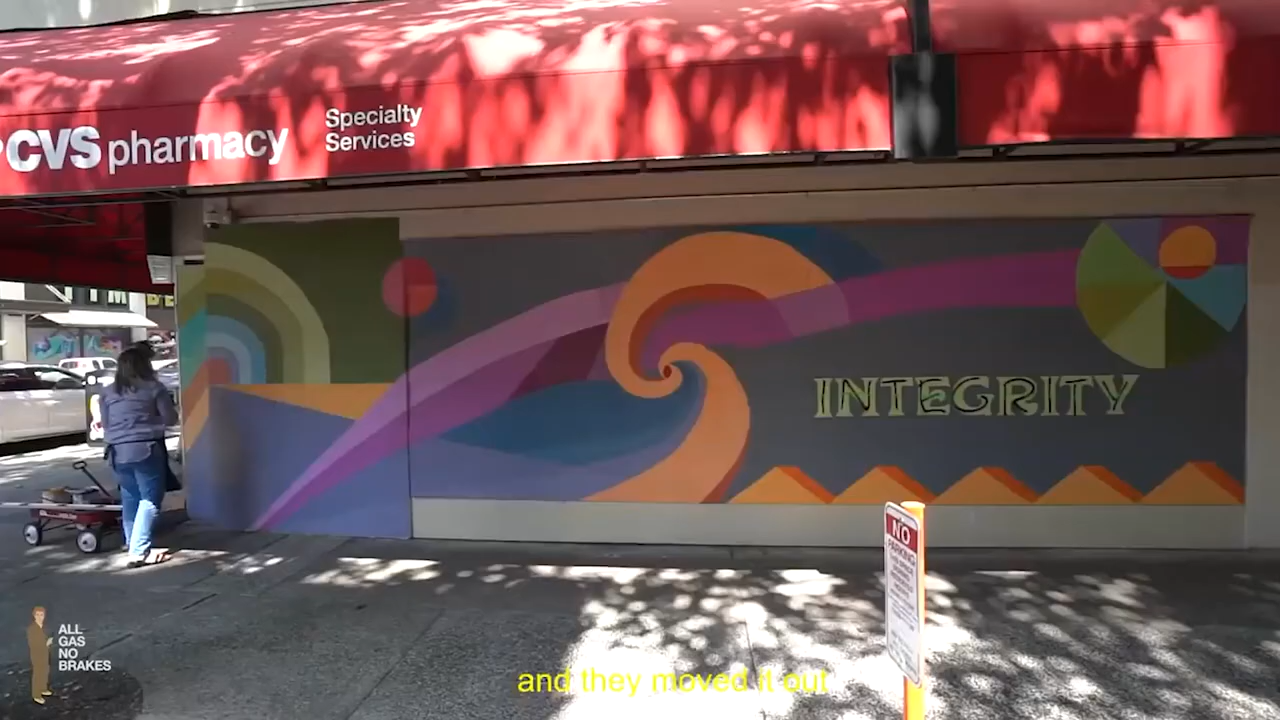 CVS pharmacy
Specialty
Services
INTEGRITY
NO
PARKING
ALL
GAS
NO
BRAKES
and they moved it out